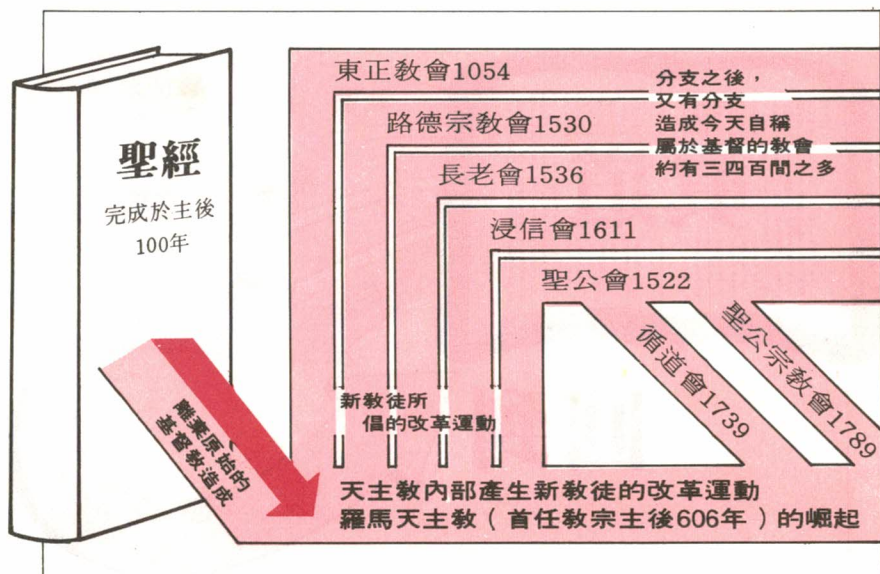 聖經
完成於主後
100年
離棄原始的
基督教造成
東正教會1054
路德宗教會1530
長老會1536
浸信會1611
聖公會1522
循道會1739
聖公宗教會1789
分支之後，
又有分支
造成今天自稱
屬於基督的教會
約有三四百間之多
新教徒所
倡的改革運動
天主教內部產生新教徒的改革運動
羅馬天主教（首任教宗主後606年）的崛起